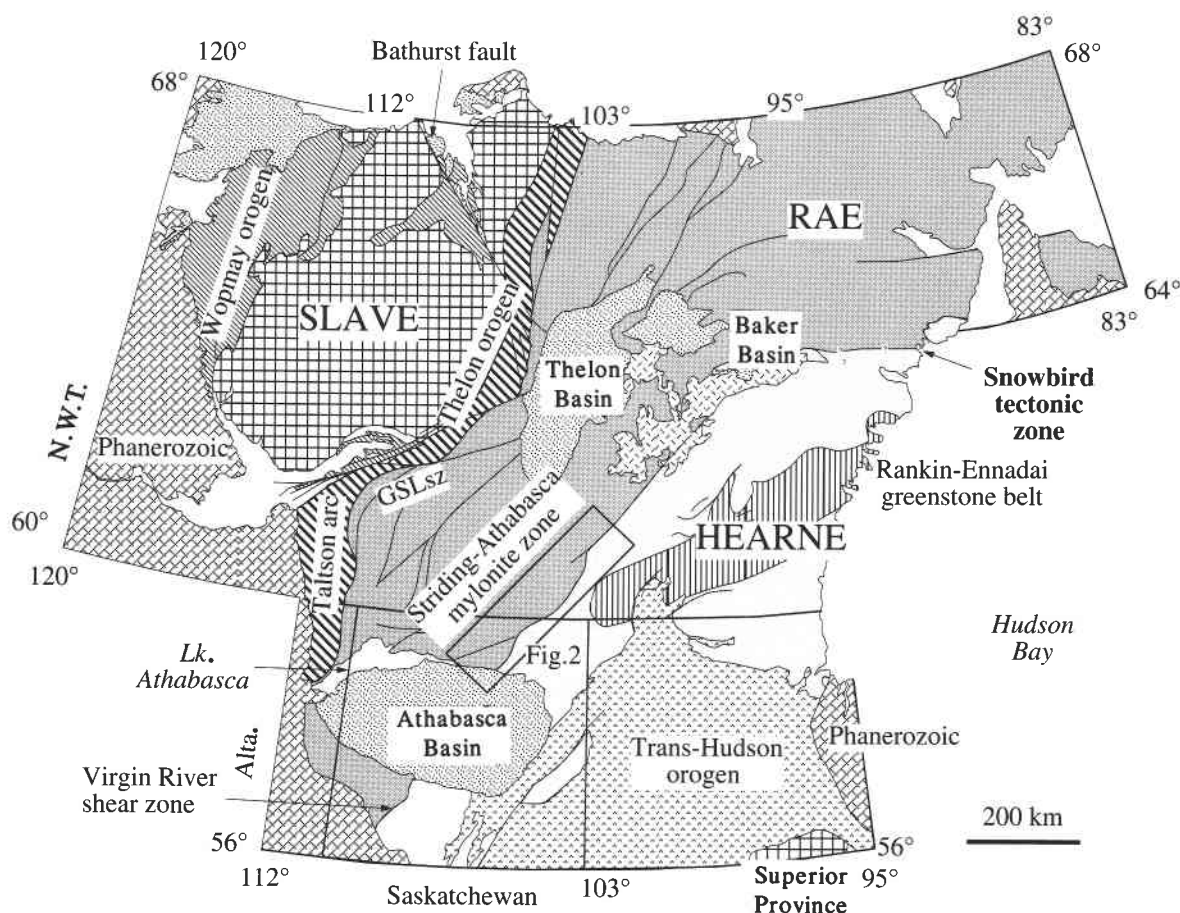 83°
120°
Bathurst fault
68°
68°
112°
103°
95°
RAE
Wopmay orogen
SLAVE
Thelon orogen
64°
83°
Baker
Basin
Thelon
Basin
Snowbird
tectonic
zone
N.W.T.
Phanerozoic
Rankin-Ennadai
greenstone belt
GSLsz
60°
HEARNE
120°
Taltson arc
Striding-Athabasca
mylonite zone
Hudson
Bay
Lk.
Athabasca
Fig.2
Alta.
Athabasca
Basin
Trans-Hudson
orogen
Phanerozoic
Virgin River
shear zone
200 km
56°
56°
112°
Saskatchewan
103°
Superior
Province
95°